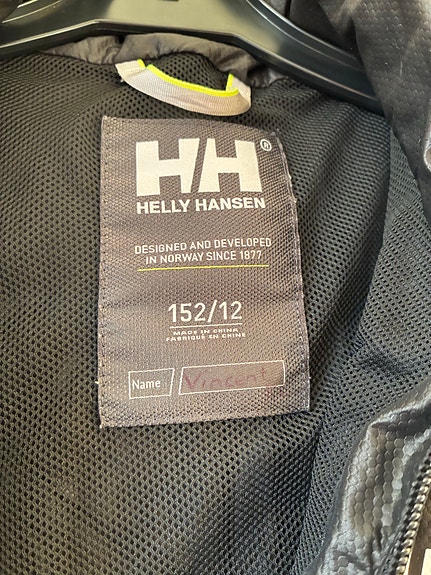 HH®
HELLY HANSEN
DESIGNED AND DEVELOPED
IN NORWAY SINCE 1877
152/12
MADE IN CHINA
FABRIQUÉ EN CHINE
Name Vincent